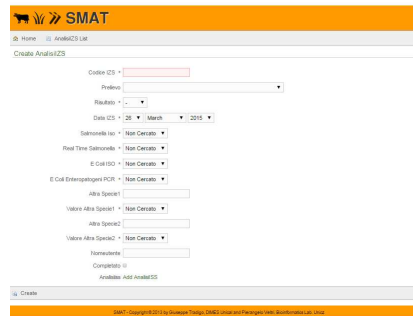 SMAT
Home AnalisiIZS List
Create AnalisiIZS
Codice IZS *
Prelievo
Risultato * -
Data IZS * 26 March 2015
Salmonella Iso * Non Cercato
Real Time Salmonella * Non Cercato
E Coli ISO * Non Cercato
E Coli Enteropatogeni PCR * Non Cercato
Altra Specie1
Valore Altra Specie1 * Non Cercato
Altra Specie2
Valore Altra Specie2 * Non Cercato
Nomeutente
Completato
Analisiiss Add AnalisiISS
Create
SMAT - Copyright © 2013 by Giuseppe Tradigo, DIMES Unical and Pierangelo Veltri, Bioinformatics Lab, Unicz